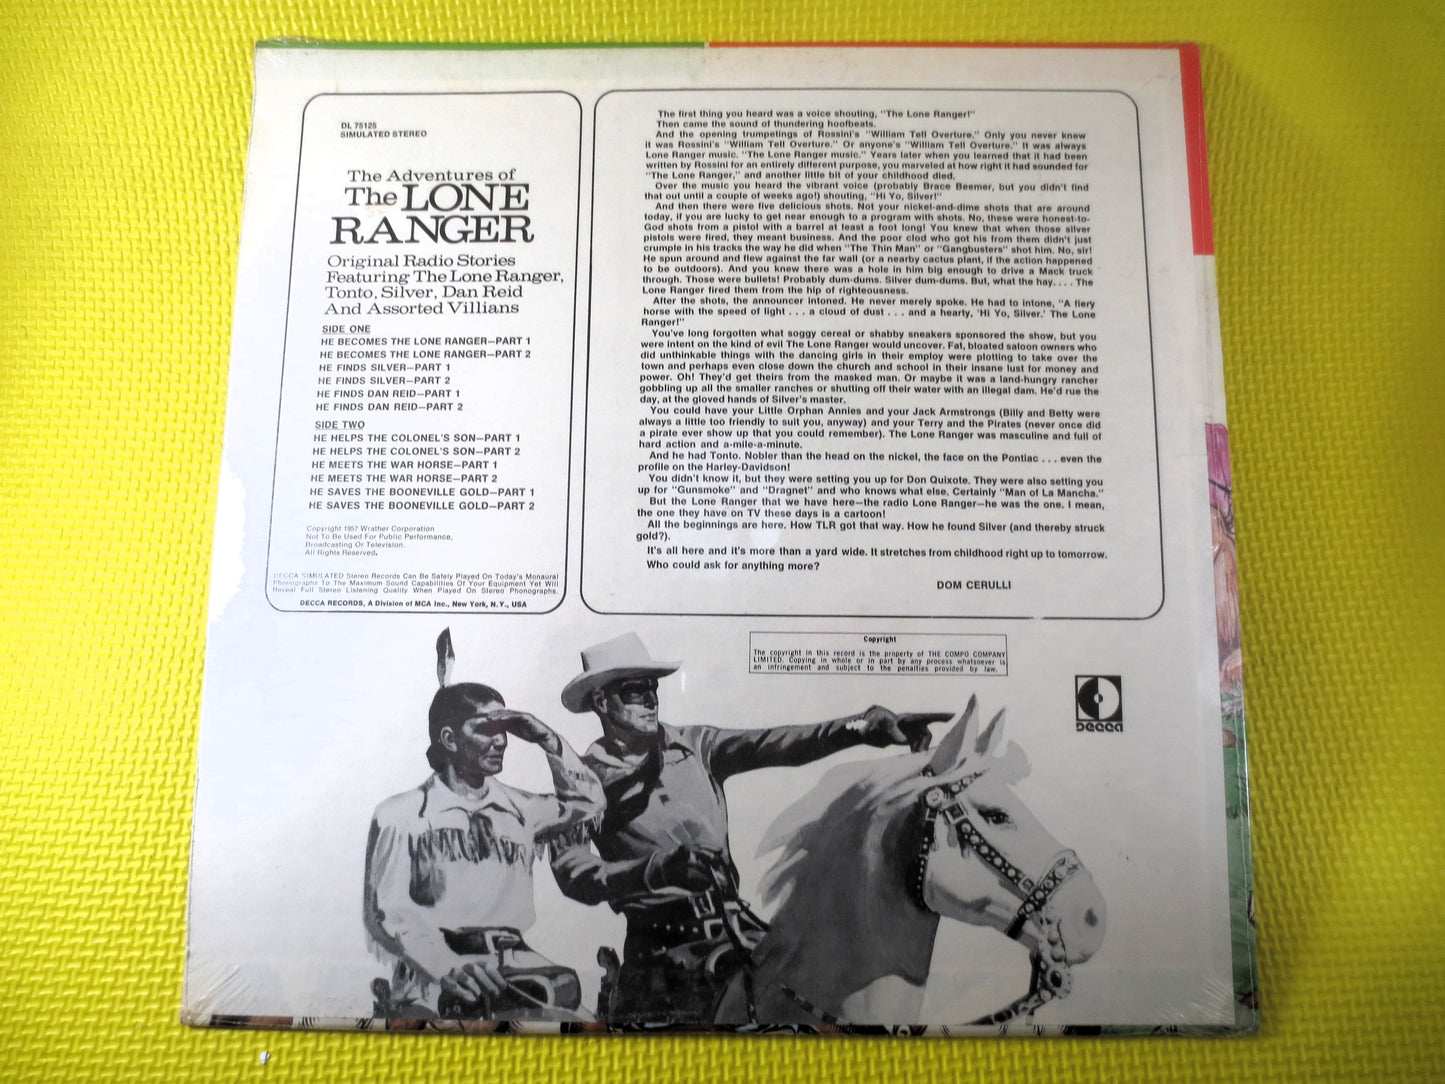 DL 75125
SIMULATED STEREO
The Adventures of
The LONE
RANGER
Original Radio Stories
Featuring The Lone Ranger,
Tonto, Silver, Dan Reid
And Assorted Villians
SIDE ONE
HE BECOMES THE LONE RANGER—PART 1
HE BECOMES THE LONE RANGER—PART 2
HE FINDS SILVER—PART 1
HE FINDS SILVER—PART 2
HE FINDS DAN REID—PART 1
HE FINDS DAN REID—PART 2
SIDE TWO
HE HELPS THE COLONEL'S SON—PART 1
HE HELPS THE COLONEL'S SON—PART 2
HE MEETS THE WAR HORSE—PART 1
HE MEETS THE WAR HORSE—PART 2
HE SAVES THE BOONEVILLE GOLD—PART 1
HE SAVES THE BOONEVILLE GOLD—PART 2
Copyright 1957 Wrather Corporation
Not To Be Used For Public Performance,
Broadcasting Or Television.
All Rights Reserved.
DECCA SIMULATED Stereo Records Can Be Safely Played On Today's Monaural
Phonographs To The Maximum Sound Capabilities Of Your Equipment Yet Will
Reveal Full Stereo Listening Quality When Played On Stereo Phonographs.
DECCA RECORDS, A Division of MCA Inc., New York, N.Y., USA
The first thing you heard was a voice shouting, "The Lone Ranger!"
Then came the sound of thundering hoofbeats.
And the opening trumpetings of Rossini's "William Tell Overture." Only you never knew
it was Rossini's "William Tell Overture." Or anyone's "William Tell Overture." It was always
Lone Ranger music. "The Lone Ranger music." Years later when you learned that it had been
written by Rossini for an entirely different purpose, you marveled at how right it had sounded for
"The Lone Ranger," and another little bit of your childhood died.
Over the music you heard the vibrant voice (probably Brace Beemer, but you didn't find
that out until a couple of weeks ago!) shouting, "Hi Yo, Silver!"
And then there were five delicious shots. Not your nickel-and-dime shots that are around
today, if you are lucky to get near enough to a program with shots. No, these were honest-to-
God shots from a pistol with a barrel at least a foot long! You knew that when those silver
pistols were fired, they meant business. And the poor clod who got his from them didn't just
crumple in his tracks the way he did when "The Thin Man" or "Gangbusters" shot him. No, sir!
He spun around and flew against the far wall (or a nearby cactus plant, if the action happened
to be outdoors). And you knew there was a hole in him big enough to drive a Mack truck
through. Those were bullets! Probably dum-dums. Silver dum-dums. But, what the hay. . . . The
Lone Ranger fired them from the hip of righteousness.
After the shots, the announcer intoned. He never merely spoke. He had to intone, "A fiery
horse with the speed of light . . . a cloud of dust . . . and a hearty, 'Hi Yo, Silver.' The Lone
Ranger!"
You've long forgotten what soggy cereal or shabby sneakers sponsored the show, but you
were intent on the kind of evil The Lone Ranger would uncover. Fat, bloated saloon owners who
did unthinkable things with the dancing girls in their employ were plotting to take over the
town and perhaps even close down the church and school in their insane lust for money and
power. Oh! They'd get theirs from the masked man. Or maybe it was a land-hungry rancher
gobbling up all the smaller ranches or shutting off their water with an illegal dam. He'd rue the
day, at the gloved hands of Silver's master.
You could have your Little Orphan Annies and your Jack Armstrongs (Billy and Betty were
always a little too friendly to suit you, anyway) and your Terry and the Pirates (never once did
a pirate ever show up that you could remember). The Lone Ranger was masculine and full of
hard action and a-mile-a-minute.
And he had Tonto. Nobler than the head on the nickel, the face on the Pontiac . . . even the
profile on the Harley-Davidson!
You didn't know it, but they were setting you up for Don Quixote. They were also setting you
up for "Gunsmoke" and "Dragnet" and who knows what else. Certainly "Man of La Mancha."
But the Lone Ranger that we have here—the radio Lone Ranger—he was the one. I mean,
the one they have on TV these days is a cartoon!
All the beginnings are here. How TLR got that way. How he found Silver (and thereby struck
gold?).
It's all here and it's more than a yard wide. It stretches from childhood right up to tomorrow.
Who could ask for anything more?
DOM CERULLI
Copyright
The copyright in this record is the property of THE COMPO COMPANY
LIMITED. Copying in whole or in part by any process whatsoever is
an infringement and subject to the penalties provided by law.
DECCA